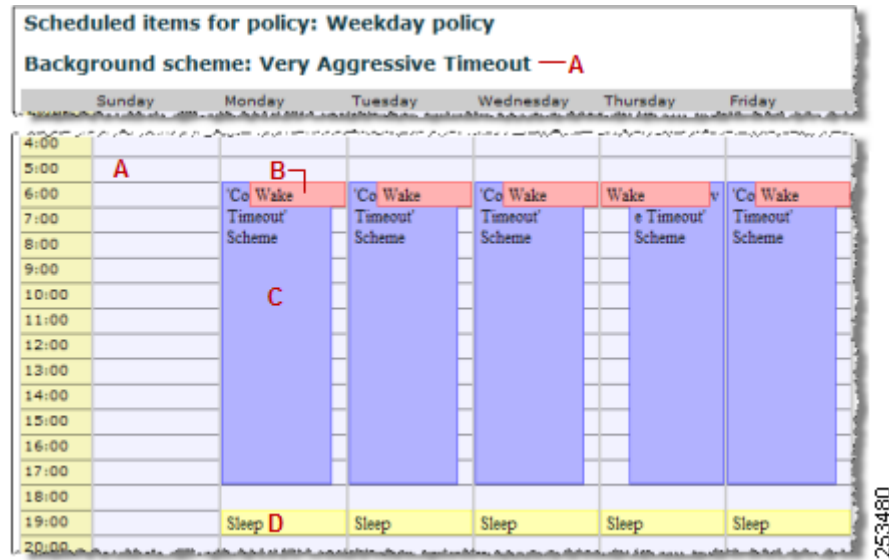 Scheduled items for policy: Weekday policy
Background scheme: Very Aggressive Timeout A
Sunday Monday Tuesday Wednesday Thursday Friday
4:00
5:00 A B
6:00 'Co Wake 'Co Wake 'Co Wake Wake v 'Co Wake
7:00 Timeout' Timeout' Timeout' e Timeout' Timeout'
8:00 Scheme Scheme Scheme Scheme Scheme
9:00
10:00 C
11:00
12:00
13:00
14:00
15:00
16:00
17:00
18:00
19:00 Sleep D Sleep Sleep Sleep Sleep
20:00
253480